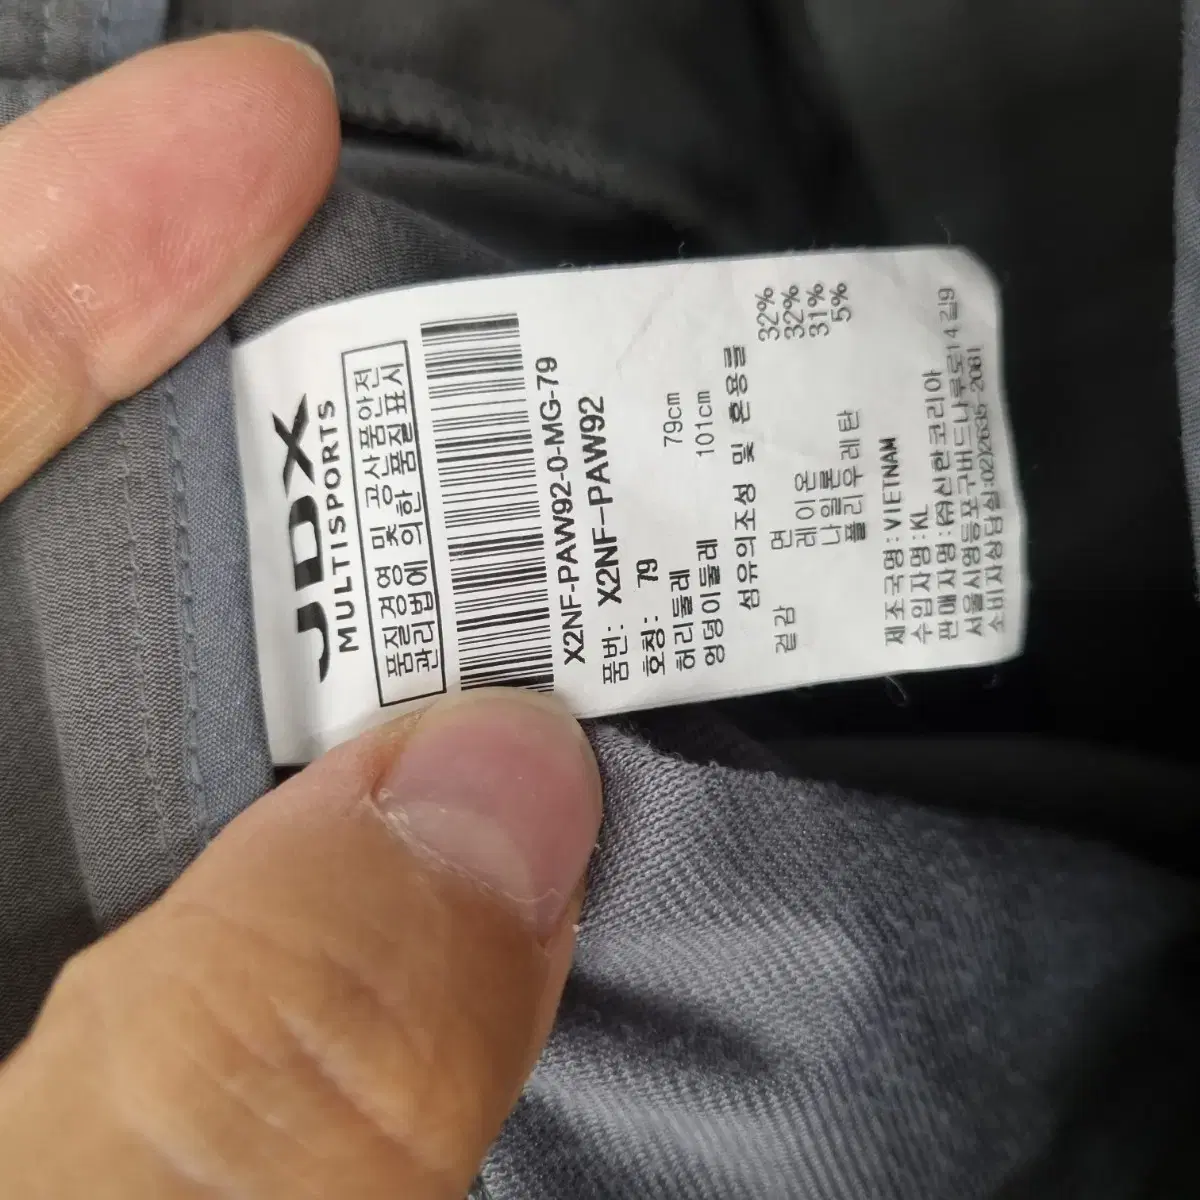 JDX
MULTISPORTS
품질경영 및 공산품안전
관리법에 의한 품질표시
X2NF-PAW92-0-MG-79
품번: X2NF-PAW92
호칭: 79
허리둘레 79cm
엉덩이둘레 101cm
섬유의조성 및 혼용률
겉감 면 32%
레이온 32%
나일론 31%
폴리우레탄 5%
제조국명:VIETNAM
수입자명:KL
판매자명:㈜신한코리아
서울시영등포구버드나루로14길9
소비자상담실:02)2635-2081